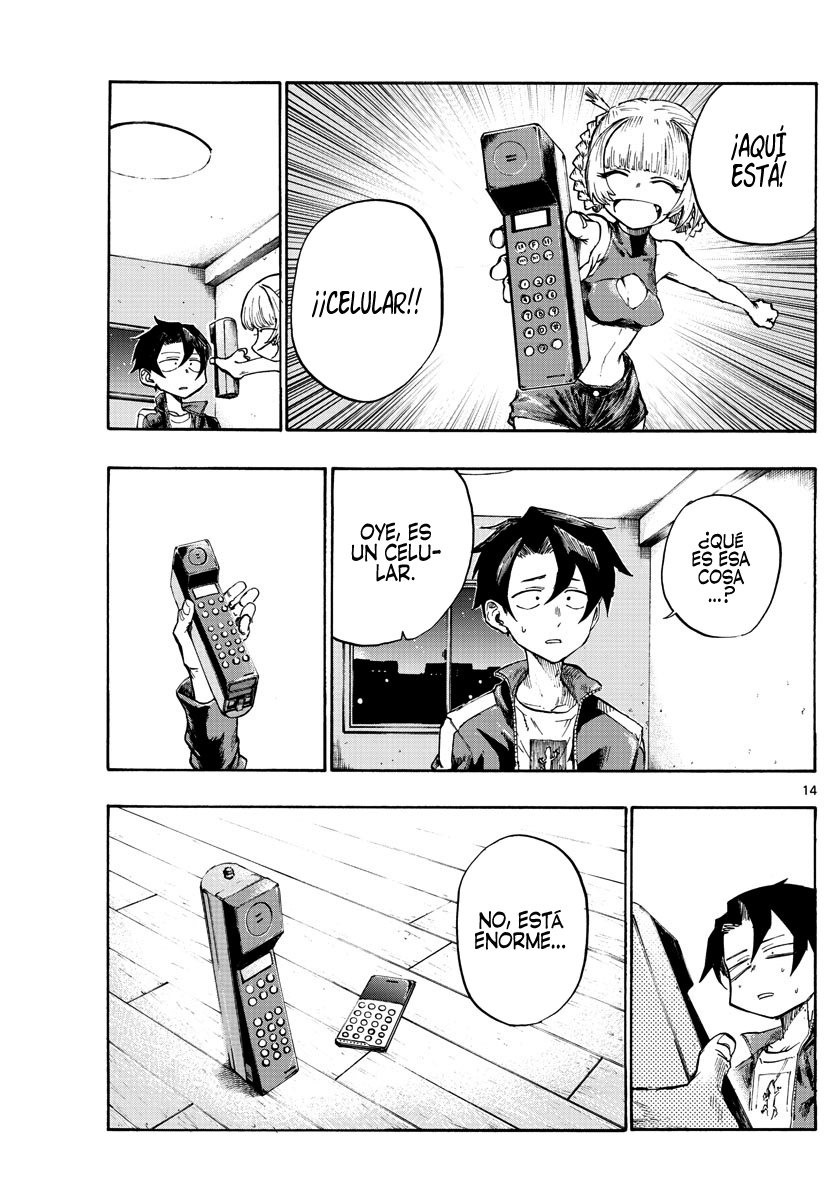 ¡AQUÍ
ESTÁ!
¡¡CELULAR!!
¿QUÉ
ES ESA
COSA
...?
OYE, ES
UN CELU-
LAR.
14
NO, ESTÁ
ENORME...